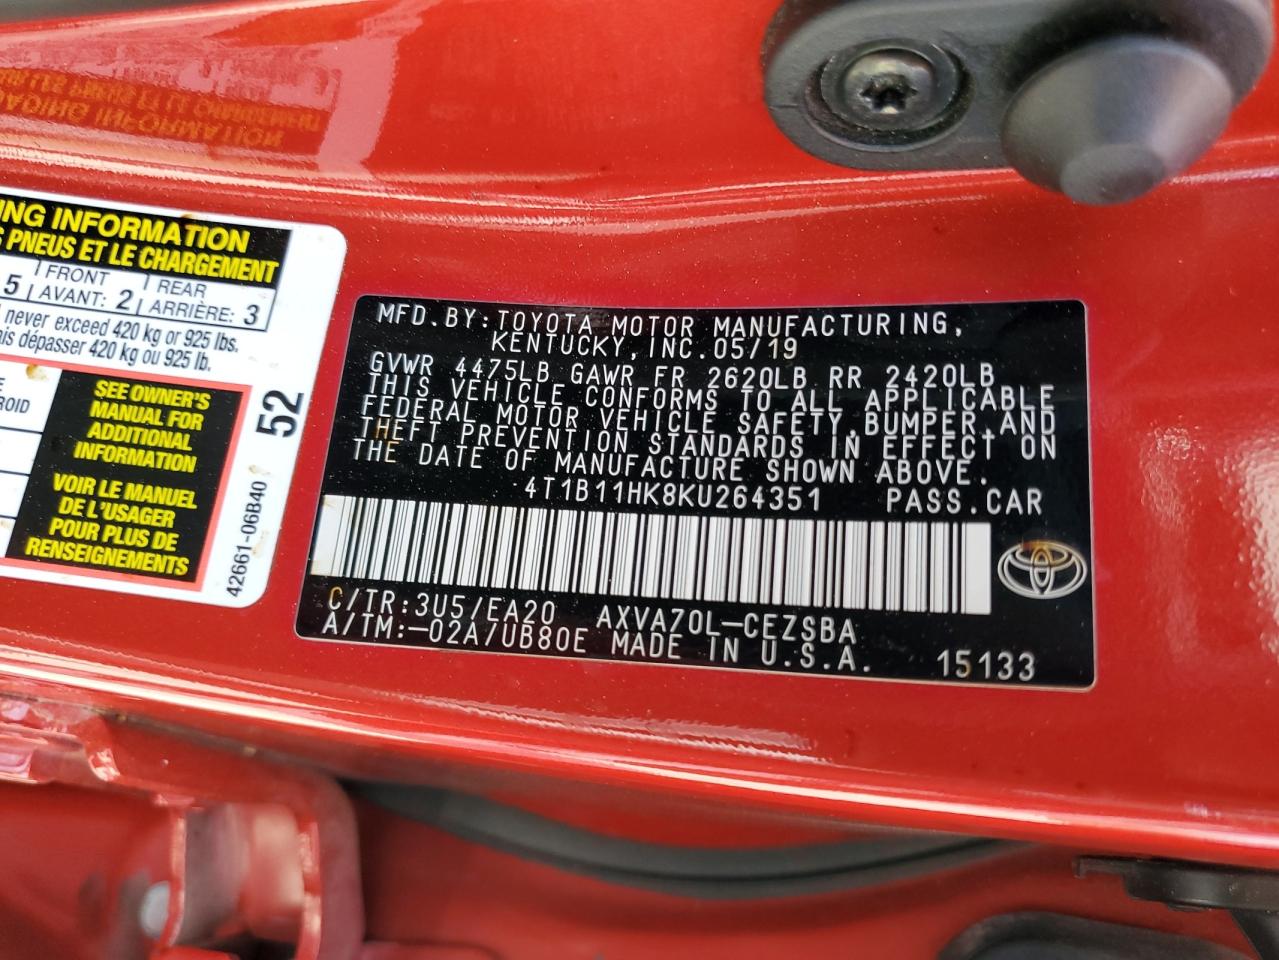 ING INFORMATION
S PNEUS ET LE CHARGEMENT
5 FRONT AVANT: 2 REAR ARRIÈRE: 3
never exceed 420 kg or 925 lbs.
ais dépasser 420 kg ou 925 lb.
ROID
SEE OWNER'S
MANUAL FOR
ADDITIONAL
INFORMATION
VOIR LE MANUEL
DE L'USAGER
POUR PLUS DE
RENSEIGNEMENTS
52
42661-06B40
MFD.BY:TOYOTA MOTOR MANUFACTURING,
KENTUCKY,INC.05/19
GVWR 4475LB GAWR FR 2620LB RR 2420LB
THIS VEHICLE CONFORMS TO ALL APPLICABLE
FEDERAL MOTOR VEHICLE SAFETY,BUMPER,AND
THEFT PREVENTION STANDARDS IN EFFECT ON
THE DATE OF MANUFACTURE SHOWN ABOVE.
4T1B11HK8KU264351 PASS.CAR
C/TR:3U5/EA20 AXVA70L-CEZSBA
A/TM:-02A/UB80E MADE IN U.S.A. 15133